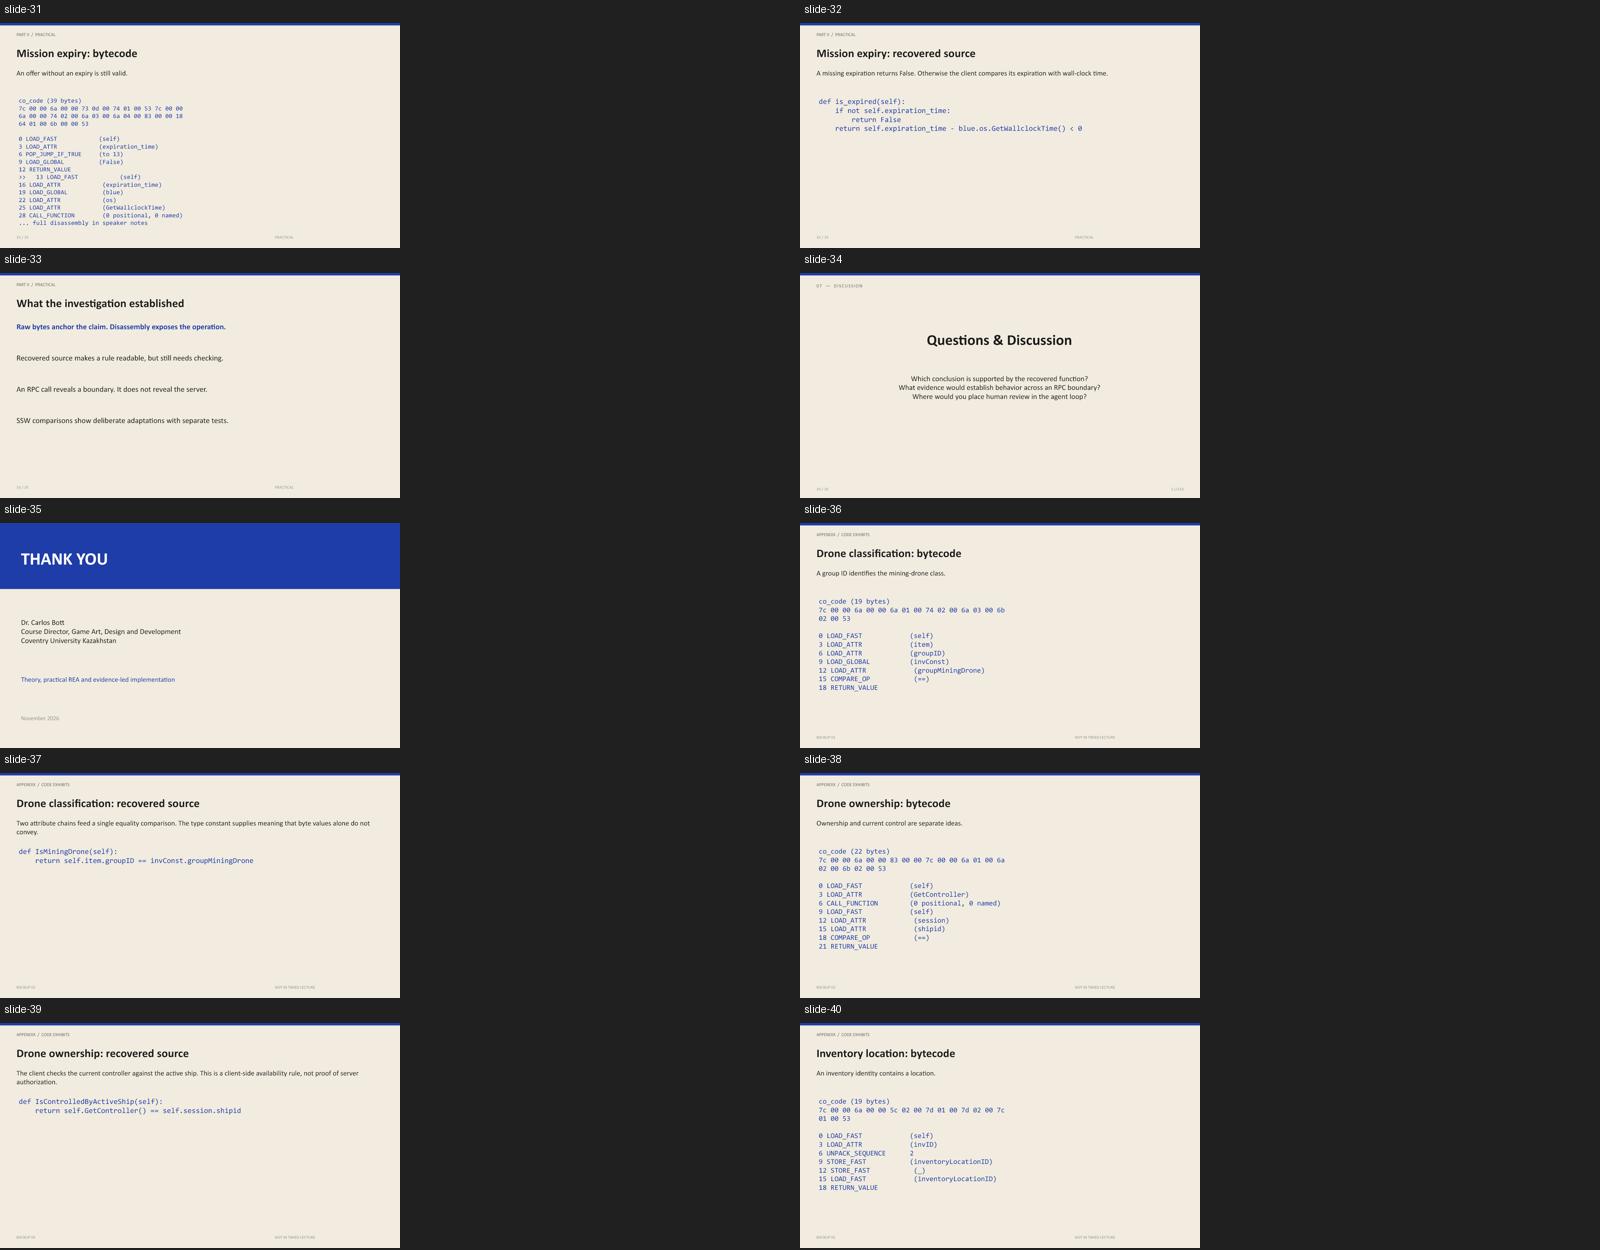 slide-31
PART II / PRACTICAL
Mission expiry: bytecode
An offer without an expiry is still valid.
co_code (39 bytes)
7c 00 00 6a 00 00 73 0d 00 74 01 00 53 7c 00 00
6a 00 00 74 02 00 6a 03 00 6a 04 00 83 00 00 18
64 01 00 6b 00 00 53
0 LOAD_FAST (self)
3 LOAD_ATTR (expiration_time)
6 POP_JUMP_IF_TRUE (to 13)
9 LOAD_GLOBAL (False)
12 RETURN_VALUE
>> 13 LOAD_FAST (self)
16 LOAD_ATTR (expiration_time)
19 LOAD_GLOBAL (blue)
22 LOAD_ATTR (os)
25 LOAD_ATTR (GetWallclockTime)
28 CALL_FUNCTION (0 positional, 0 named)
... full disassembly in speaker notes
PRACTICAL
slide-32
PART II / PRACTICAL
Mission expiry: recovered source
A missing expiration returns False. Otherwise the client compares its expiration with wall-clock time.
def is_expired(self):
if not self.expiration_time:
return False
return self.expiration_time - blue.os.GetWallclockTime() < 0
PRACTICAL
slide-33
PART II / PRACTICAL
What the investigation established
Raw bytes anchor the claim. Disassembly exposes the operation.
Recovered source makes a rule readable, but still needs checking.
An RPC call reveals a boundary. It does not reveal the server.
SSW comparisons show deliberate adaptations with separate tests.
PRACTICAL
slide-34
07 — DISCUSSION
Questions & Discussion
Which conclusion is supported by the recovered function?
What evidence would establish behavior across an RPC boundary?
Where would you place human review in the agent loop?
slide-35
THANK YOU
Dr. Carlos Bott
Course Director, Game Art, Design and Development
Coventry University Kazakhstan
Theory, practical REA and evidence-led implementation
November 2026
slide-36
APPENDIX / CODE EXHIBITS
Drone classification: bytecode
A group ID identifies the mining-drone class.
co_code (19 bytes)
7c 00 00 6a 00 00 6a 01 00 74 02 00 6a 03 00 6b
02 00 53
0 LOAD_FAST (self)
3 LOAD_ATTR (item)
6 LOAD_ATTR (groupID)
9 LOAD_GLOBAL (invConst)
12 LOAD_ATTR (groupMiningDrone)
15 COMPARE_OP (==)
18 RETURN_VALUE
NOT IN TIMED LECTURE
slide-37
APPENDIX / CODE EXHIBITS
Drone classification: recovered source
Two attribute chains feed a single equality comparison. The type constant supplies meaning that byte values alone do not
convey.
def IsMiningDrone(self):
return self.item.groupID == invConst.groupMiningDrone
NOT IN TIMED LECTURE
slide-38
APPENDIX / CODE EXHIBITS
Drone ownership: bytecode
Ownership and current control are separate ideas.
co_code (22 bytes)
7c 00 00 6a 00 00 83 00 00 7c 00 00 6a 01 00 6a
02 00 6b 02 00 53
0 LOAD_FAST (self)
3 LOAD_ATTR (GetController)
6 CALL_FUNCTION (0 positional, 0 named)
9 LOAD_FAST (self)
12 LOAD_ATTR (session)
15 LOAD_ATTR (shipid)
18 COMPARE_OP (==)
21 RETURN_VALUE
NOT IN TIMED LECTURE
slide-39
APPENDIX / CODE EXHIBITS
Drone ownership: recovered source
The client checks the current controller against the active ship. This is a client-side availability rule, not proof of server
authorization.
def IsControlledByActiveShip(self):
return self.GetController() == self.session.shipid
NOT IN TIMED LECTURE
slide-40
APPENDIX / CODE EXHIBITS
Inventory location: bytecode
An inventory identity contains a location.
co_code (19 bytes)
7c 00 00 6a 00 00 5c 02 00 7d 01 00 7d 02 00 7c
01 00 53
0 LOAD_FAST (self)
3 LOAD_ATTR (invID)
6 UNPACK_SEQUENCE 2
9 STORE_FAST (inventoryLocationID)
12 STORE_FAST (_)
15 LOAD_FAST (inventoryLocationID)
18 RETURN_VALUE
NOT IN TIMED LECTURE